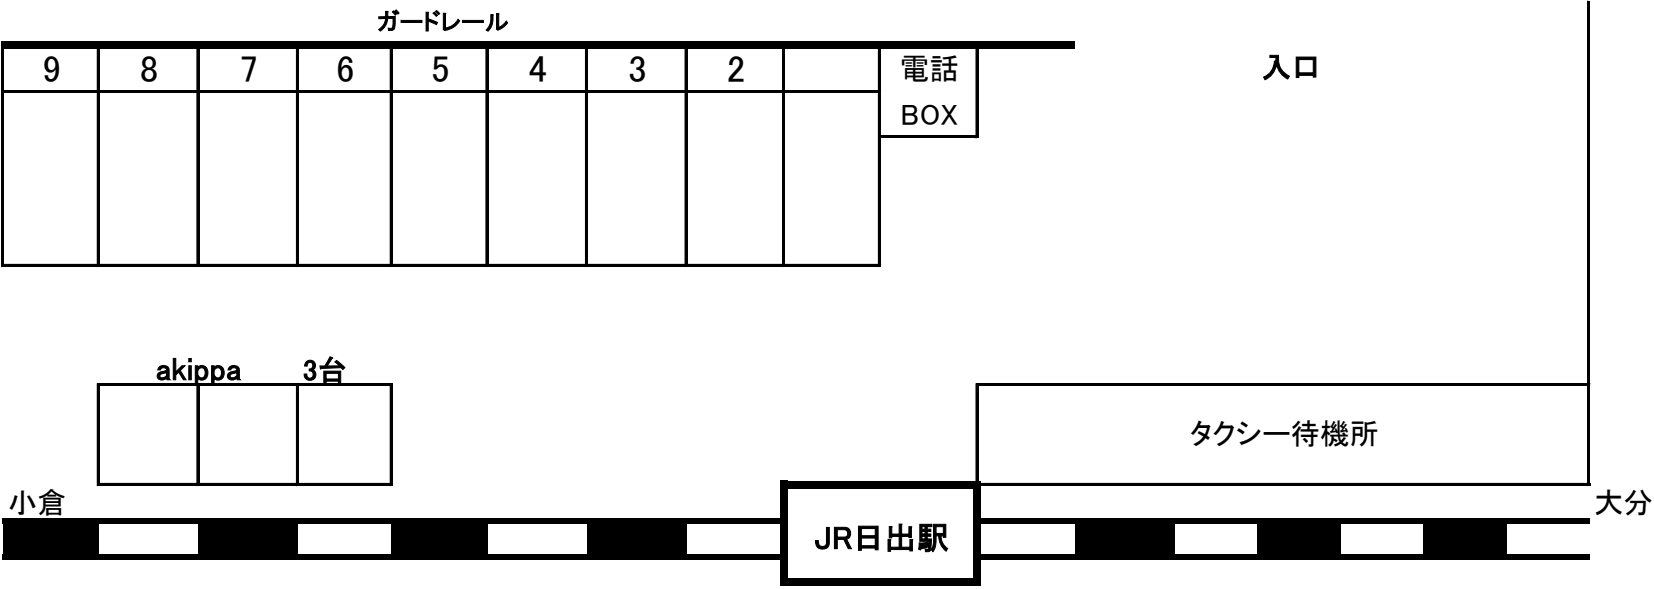 ガードレール
9 8 7 6 5 4 3 2
電話
BOX
入口
akippa 3台
タクシー待機所
小倉
大分
JR日出駅